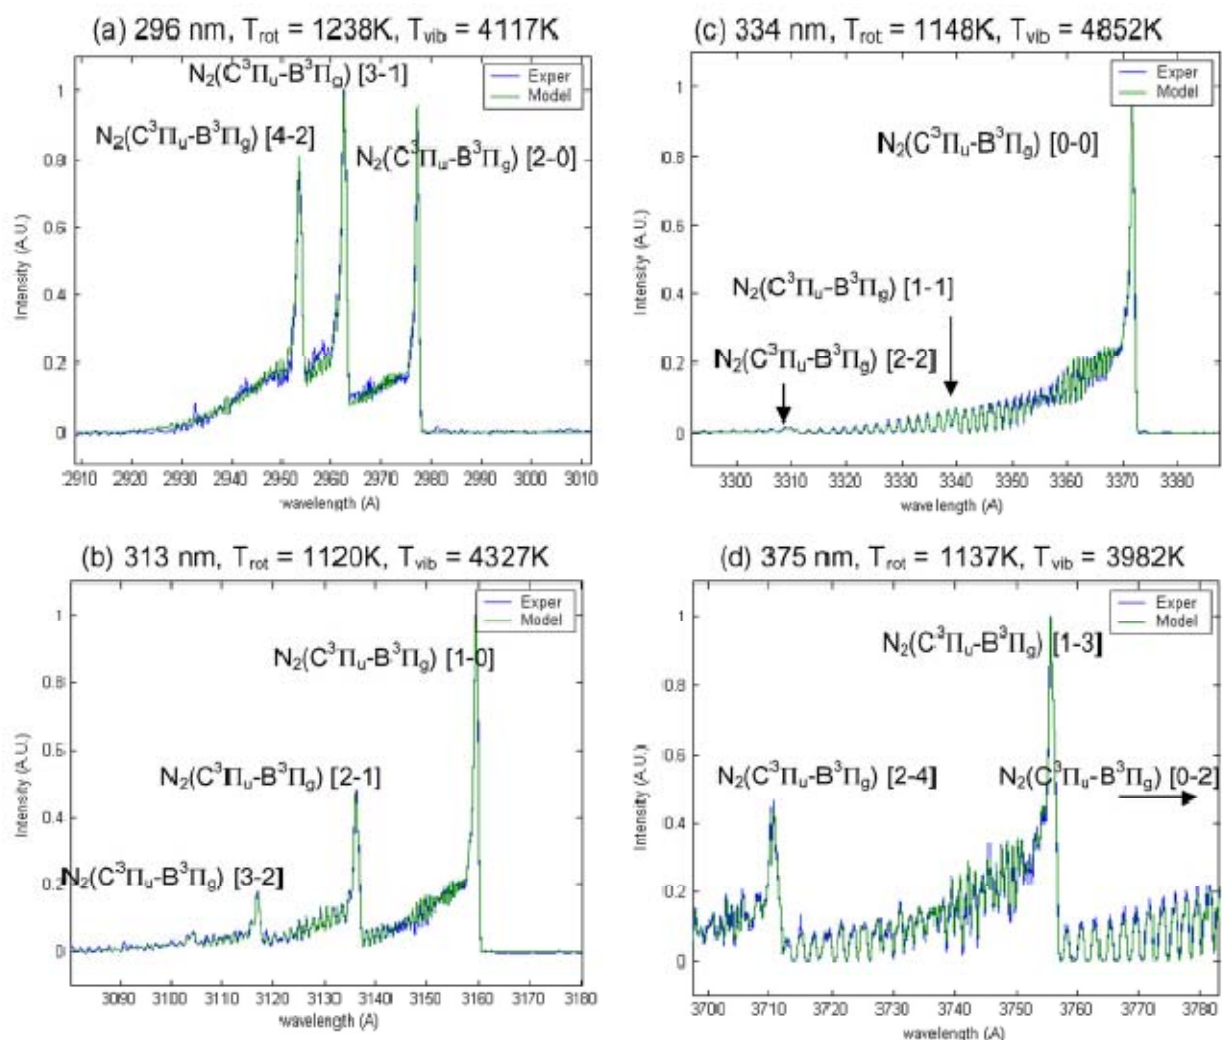 (a) 296 nm, Trot = 1238K, Tvib = 4117K
N2(C3Πu-B3Πg) [3-1]
N2(C3Πu-B3Πg) [4-2]
N2(C3Πu-B3Πg) [2-0]
Exper
Model
1
0.8
0.6
0.4
0.2
0
Intensity (A.U.)
2910 2920 2930 2940 2950 2960 2970 2980 2990 3000 3010
wavelength (A)
(c) 334 nm, Trot = 1148K, Tvib = 4852K
Exper
Model
N2(C3Πu-B3Πg) [0-0]
N2(C3Πu-B3Πg) [1-1]
N2(C3Πu-B3Πg) [2-2]
1
0.8
0.6
0.4
0.2
0
Intensity (A.U.)
3300 3310 3320 3330 3340 3350 3360 3370 3380
wavelength (A)
(b) 313 nm, Trot = 1120K, Tvib = 4327K
Exper
Model
N2(C3Πu-B3Πg) [1-0]
N2(C3Πu-B3Πg) [2-1]
N2(C3Πu-B3Πg) [3-2]
1
0.8
0.6
0.4
0.2
0
Intensity (A.U.)
3090 3100 3110 3120 3130 3140 3150 3160 3170 3180
wavelength (A)
(d) 375 nm, Trot = 1137K, Tvib = 3982K
Exper
Model
N2(C3Πu-B3Πg) [1-3]
N2(C3Πu-B3Πg) [2-4]
N2(C3Πu-B3Πg) [0-2]
1
0.8
0.6
0.4
0.2
0
Intensity (A.U.)
3700 3710 3720 3730 3740 3750 3760 3770 3780
wavelength (A)